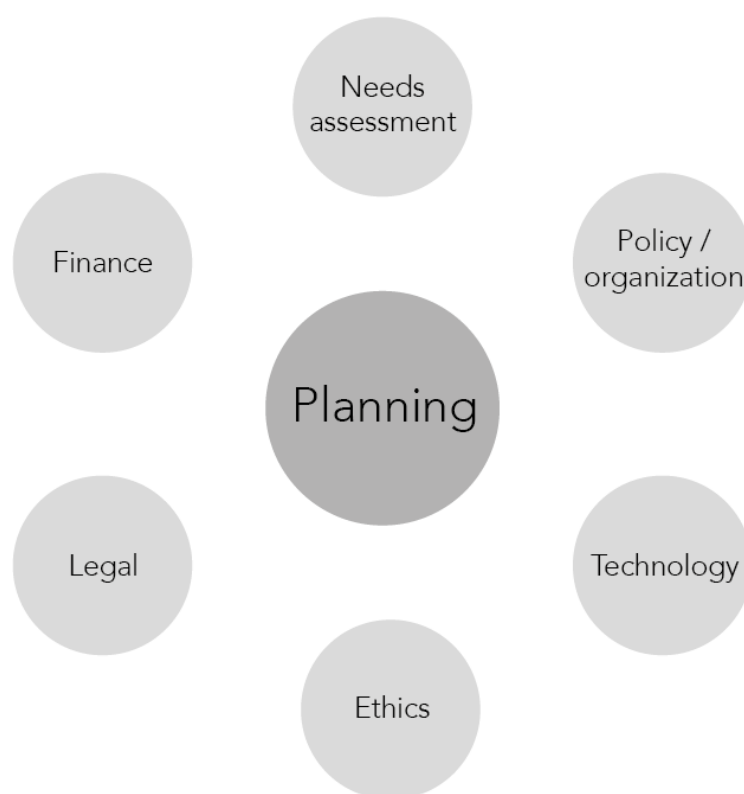 Needs
assessment
Policy /
organization
Finance
Planning
Legal
Technology
Ethics